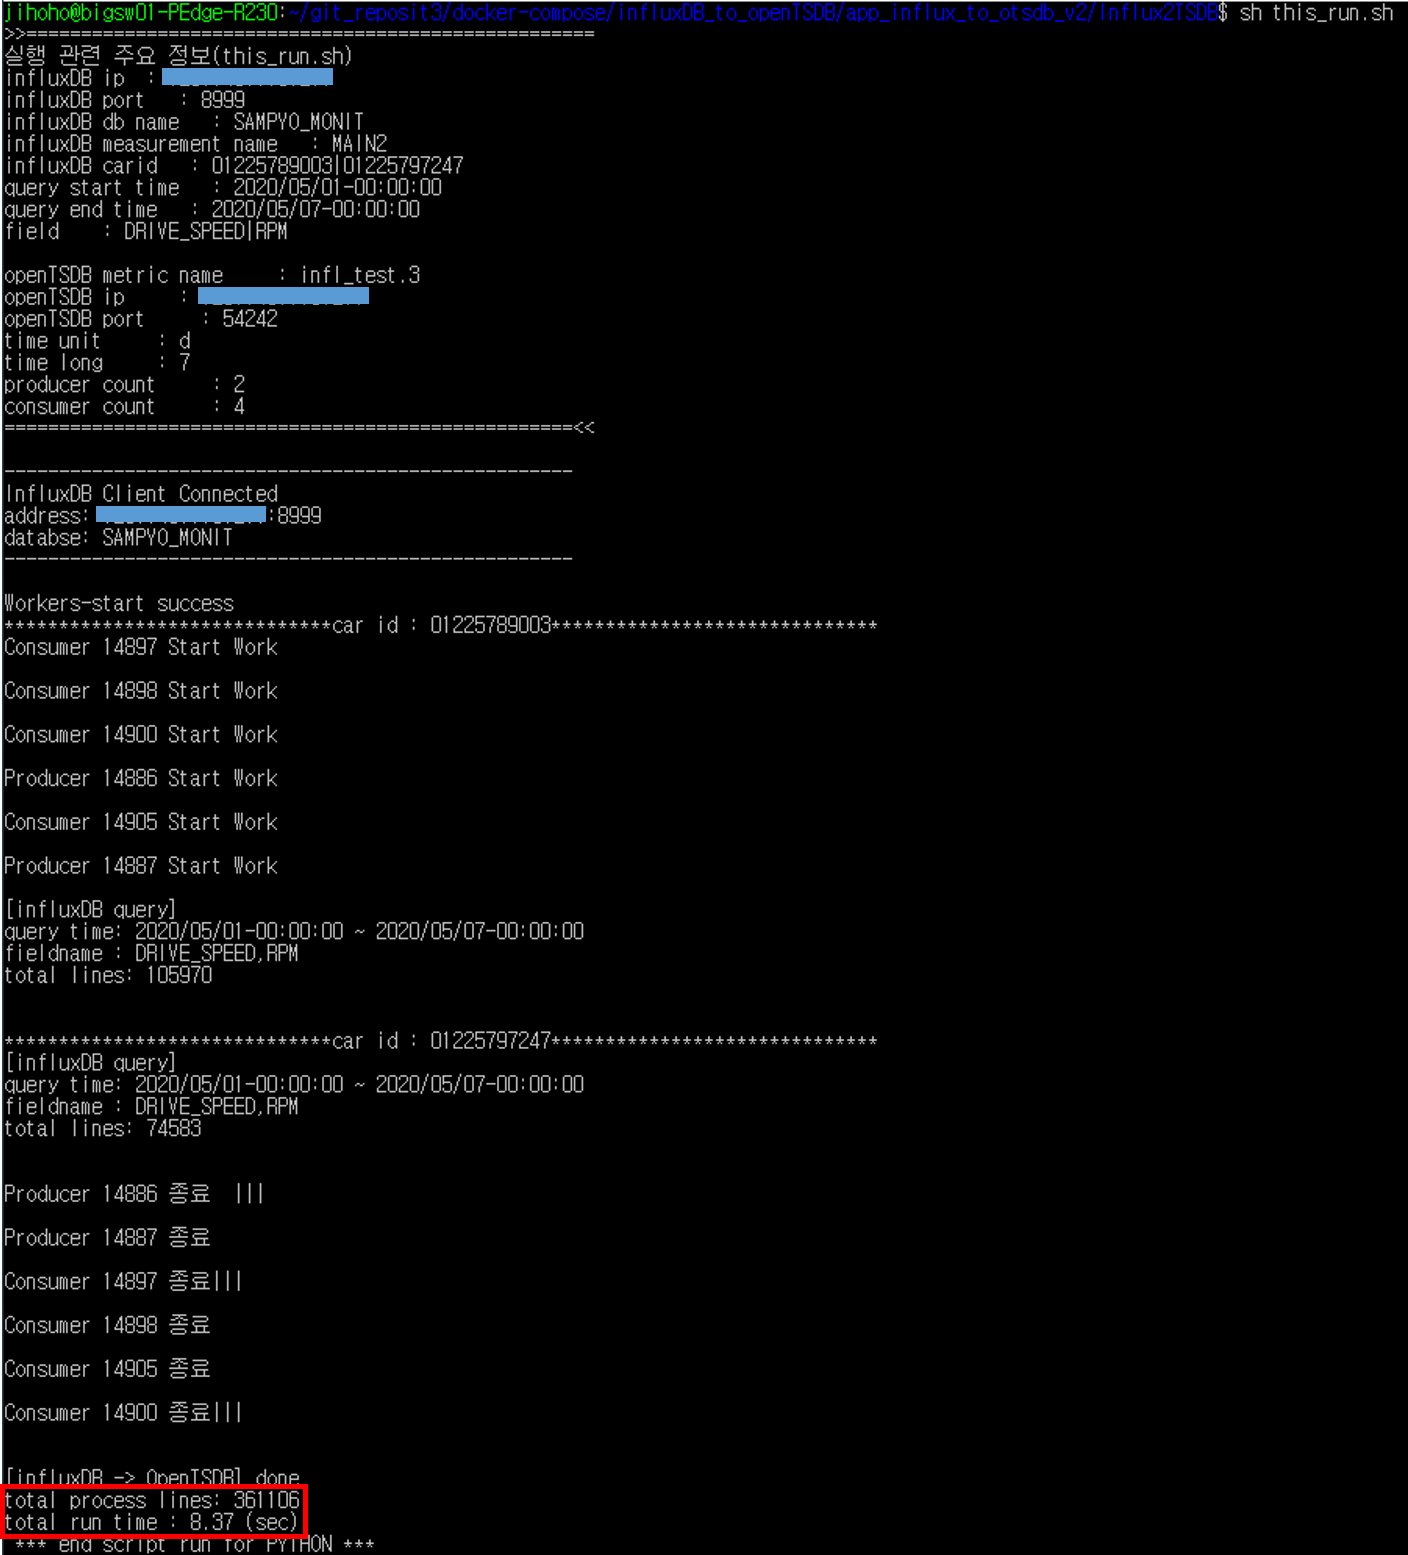 jihoho@bigsw01-PEdge-R230:~/git_reposit3/docker-compose/influxDB_to_openTSDB/app_influx_to_otsdb_v2/Influx2TSDB$ sh this_run.sh
>>====================================================
실행 관련 주요 정보(this_run.sh)
influxDB ip  :
influxDB port   : 8999
influxDB db name   : SAMPYO_MONIT
influxDB measurement name   : MAIN2
influxDB carid   : 01225789003|01225797247
query start time   : 2020/05/01-00:00:00
query end time   : 2020/05/07-00:00:00
field    : DRIVE_SPEED|RPM
openTSDB metric name     : infl_test.3
openTSDB ip     :
openTSDB port     : 54242
time unit     : d
time long     : 7
producer count     : 2
consumer count     : 4
====================================================<<
----------------------------------------------------
InfluxDB Client Connected
address: :8999
databse: SAMPYO_MONIT
----------------------------------------------------
Workers-start success
******************************car id : 01225789003******************************
Consumer 14897 Start Work
Consumer 14898 Start Work
Consumer 14900 Start Work
Producer 14886 Start Work
Consumer 14905 Start Work
Producer 14887 Start Work
[influxDB query]
query time: 2020/05/01-00:00:00 ~ 2020/05/07-00:00:00
fieldname : DRIVE_SPEED,RPM
total lines: 105970
******************************car id : 01225797247******************************
[influxDB query]
query time: 2020/05/01-00:00:00 ~ 2020/05/07-00:00:00
fieldname : DRIVE_SPEED,RPM
total lines: 74583
Producer 14886 종료  |||
Producer 14887 종료
Consumer 14897 종료|||
Consumer 14898 종료
Consumer 14905 종료
Consumer 14900 종료|||
[influxDB -> OpenTSDB] done
total process lines: 361106
total run time : 8.37 (sec)
*** end script run for PYTHON ***